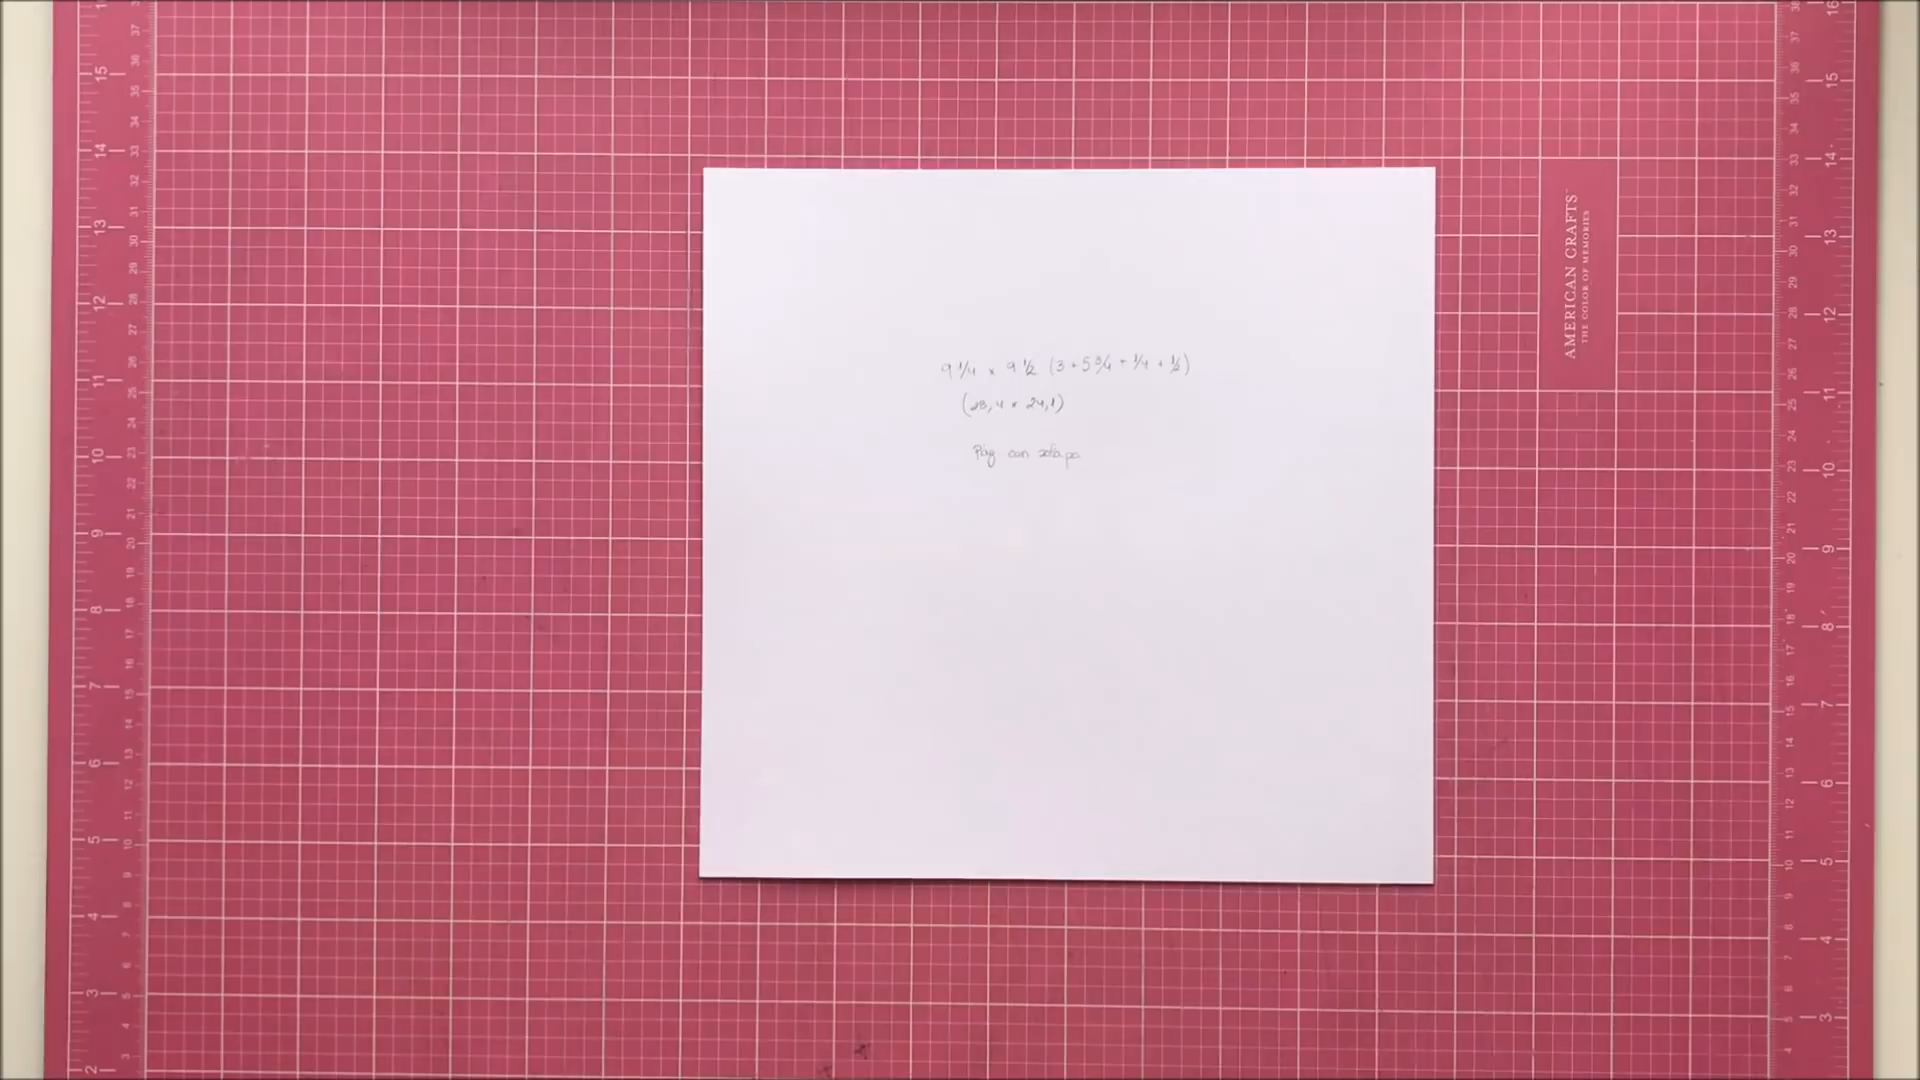 9 1/4 x 9 1/2 (3+5 3/4 + 1/4 + 1/2)
(23,4 x 24,1)
Pág con solapa
AMERICAN CRAFTS
THE COLOR OF MEMORIES